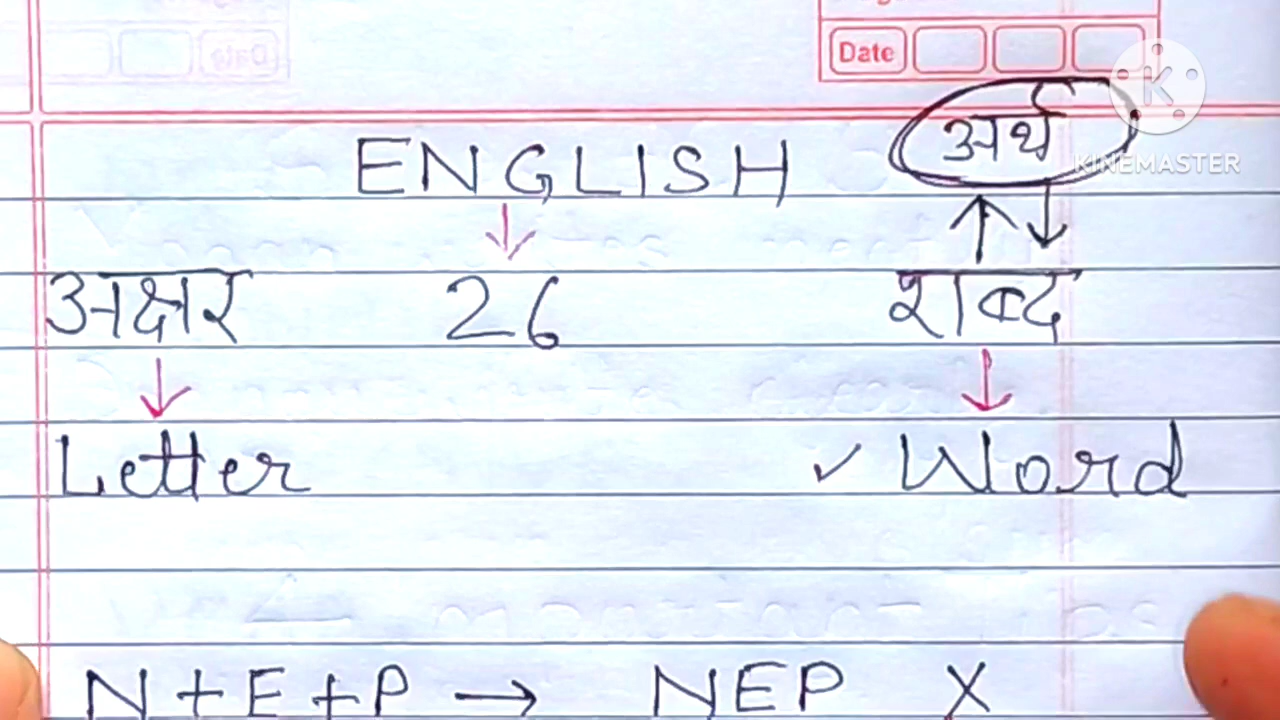 Date
अर्थ
KINEMASTER
ENGLISH
↓ ↑ ↓
अक्षर 26 शब्द
↓ ↓
Letter ✓ Word
N + E + P → NEP X